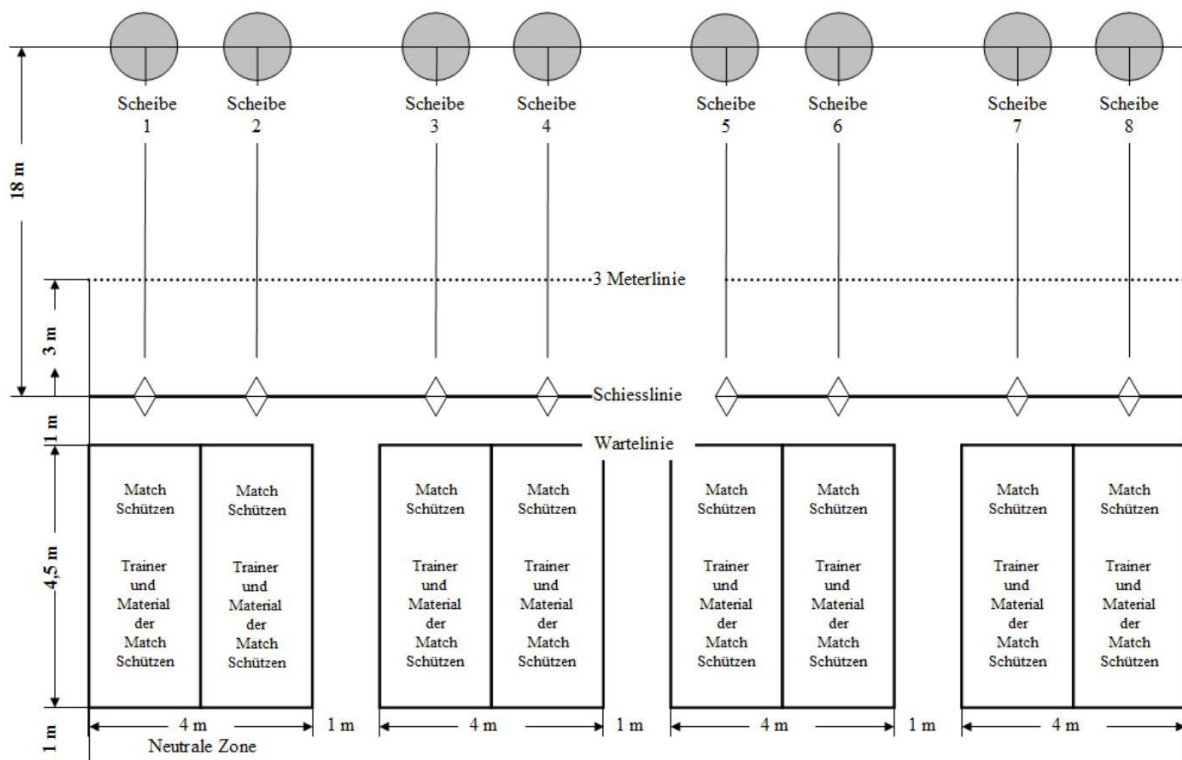 Scheibe Scheibe Scheibe Scheibe Scheibe Scheibe Scheibe Scheibe
1 2 3 4 5 6 7 8
18 m
3 Meterlinie
3 m
Schiesslinie
1m
Wartelinie
Match Match Match Match Match Match Match Match
Schützen Schützen Schützen Schützen Schützen Schützen Schützen Schützen
4,5 m
Trainer Trainer Trainer Trainer Trainer Trainer Trainer Trainer
und und und und und und und und
Material Material Material Material Material Material Material Material
der der der der der der der der
Match Match Match Match Match Match Match Match
Schützen Schützen Schützen Schützen Schützen Schützen Schützen Schützen
4 m 1 m 4 m 1 m 4 m 1 m 4 m
1 m
Neutrale Zone